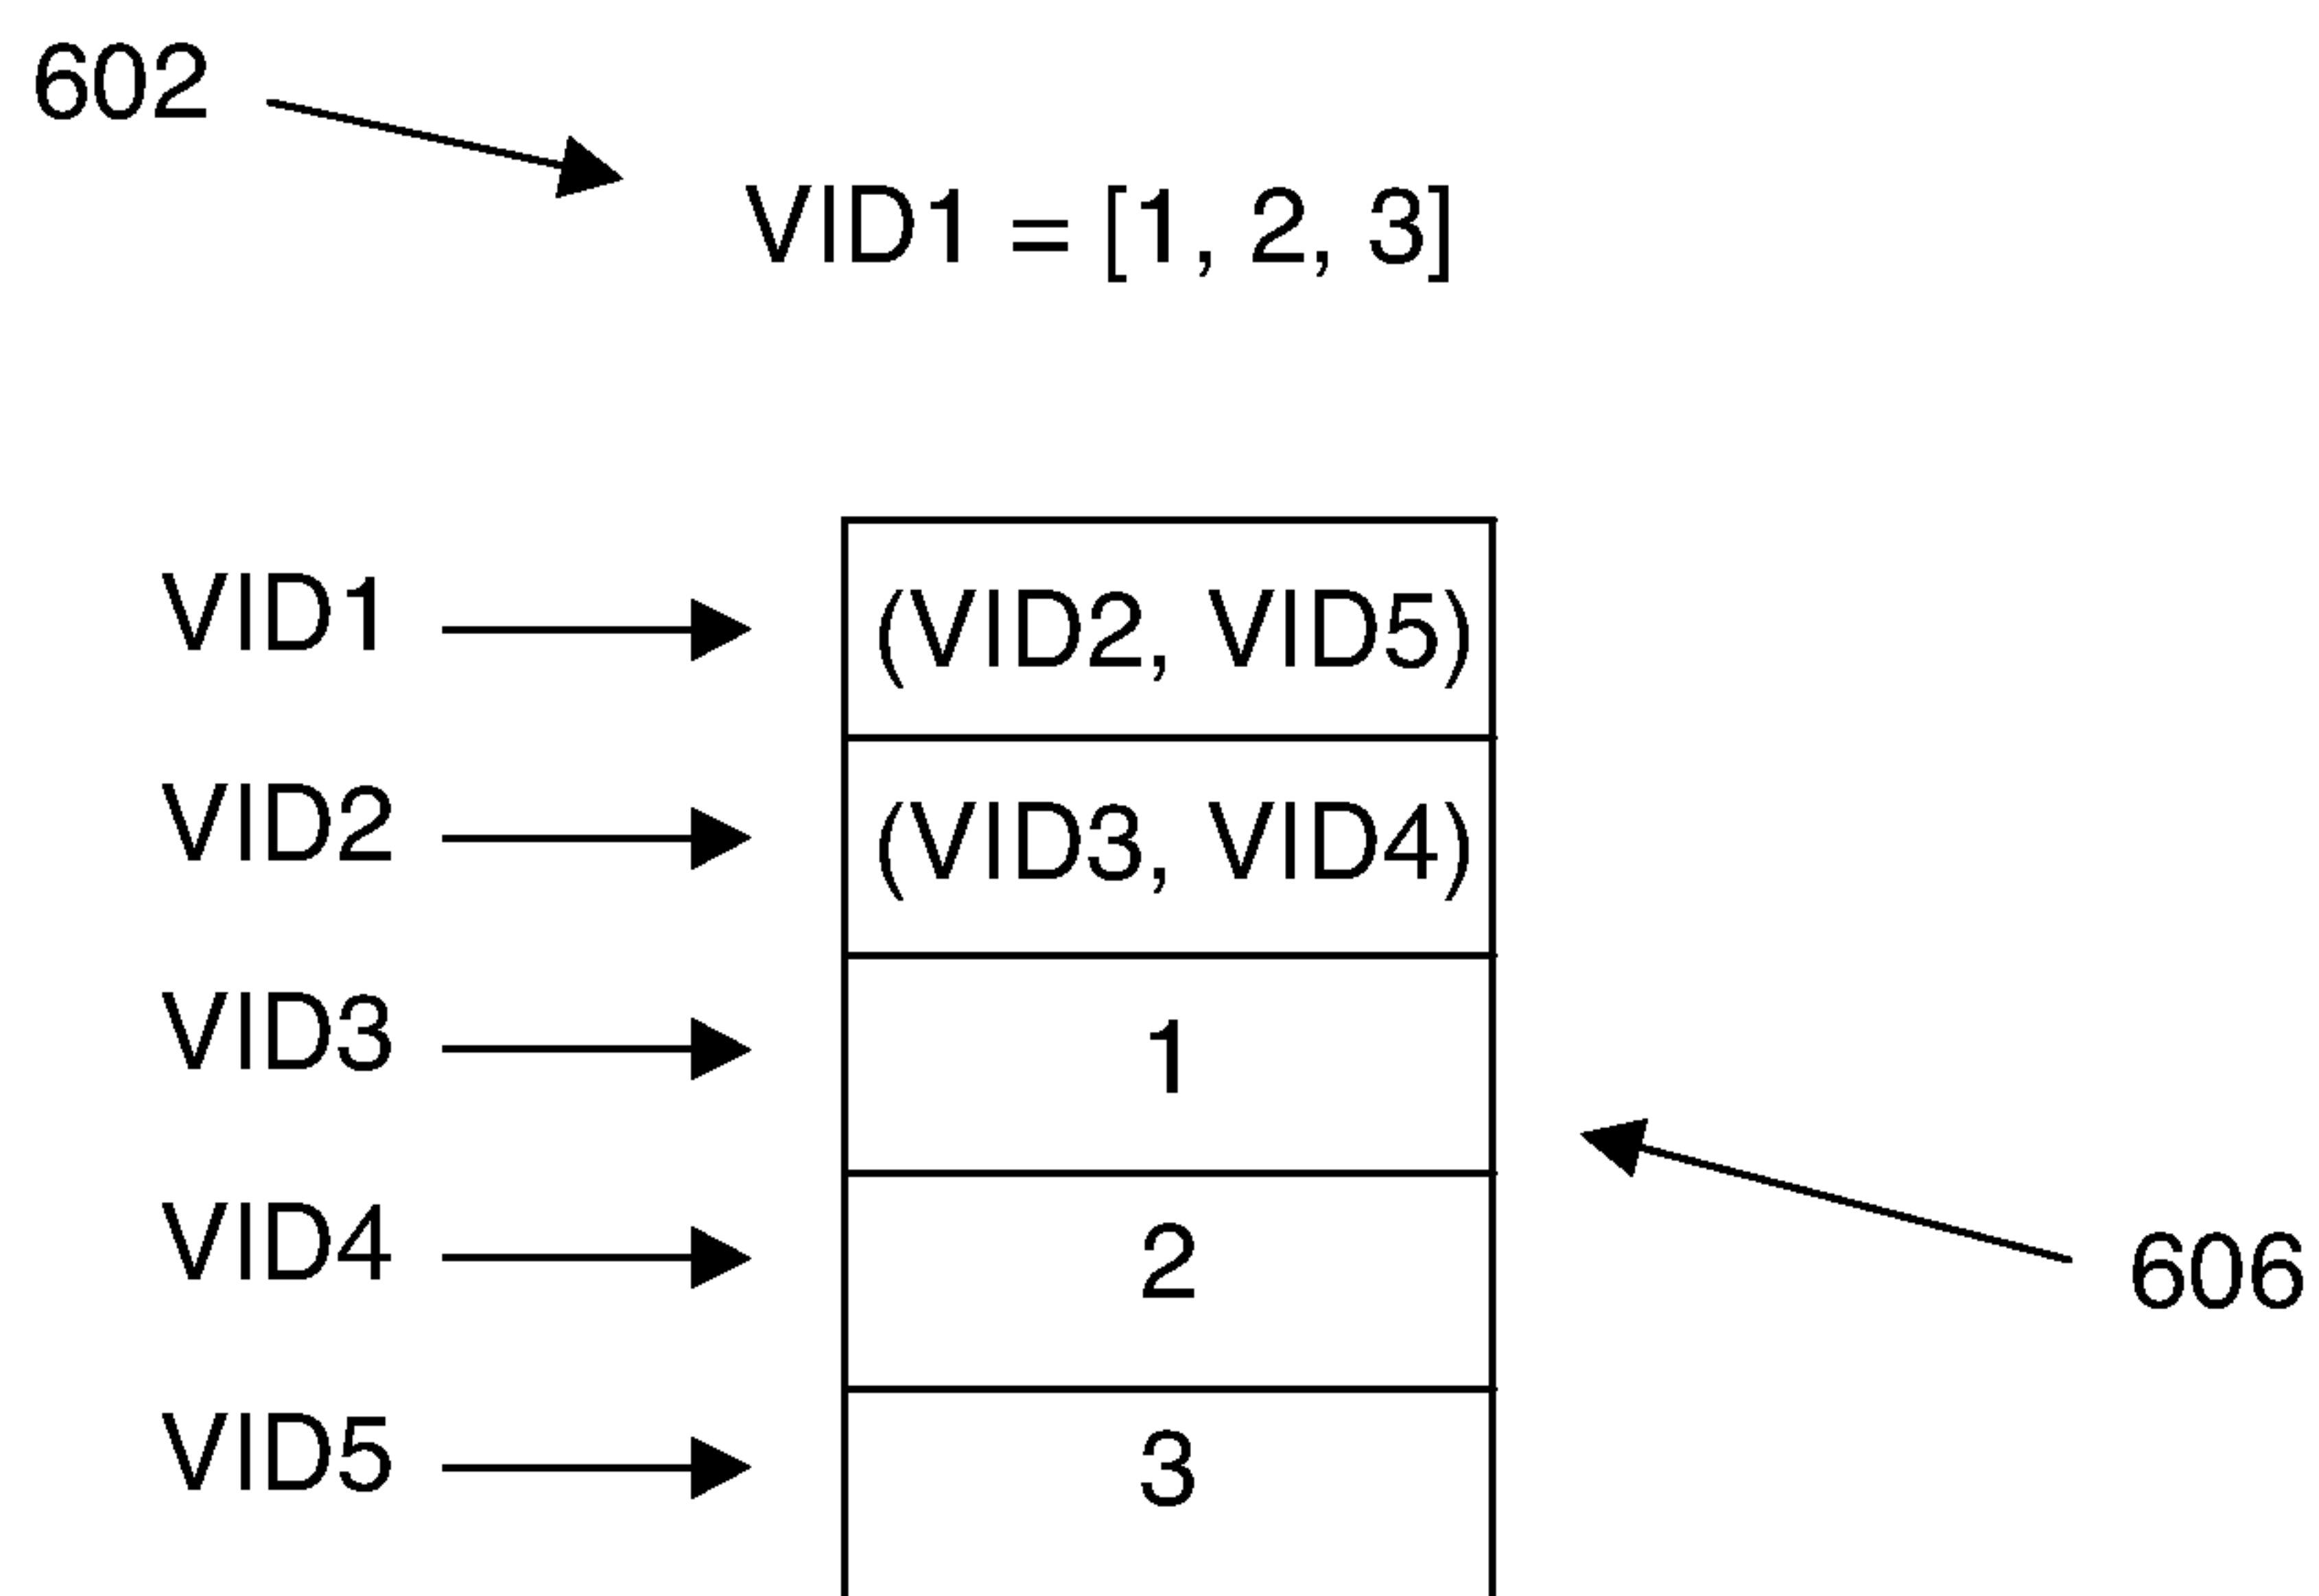 602
VID1 = [1, 2, 3]
VID1 (VID2, VID5)
VID2 (VID3, VID4)
VID3 1
VID4 2
606
VID5 3